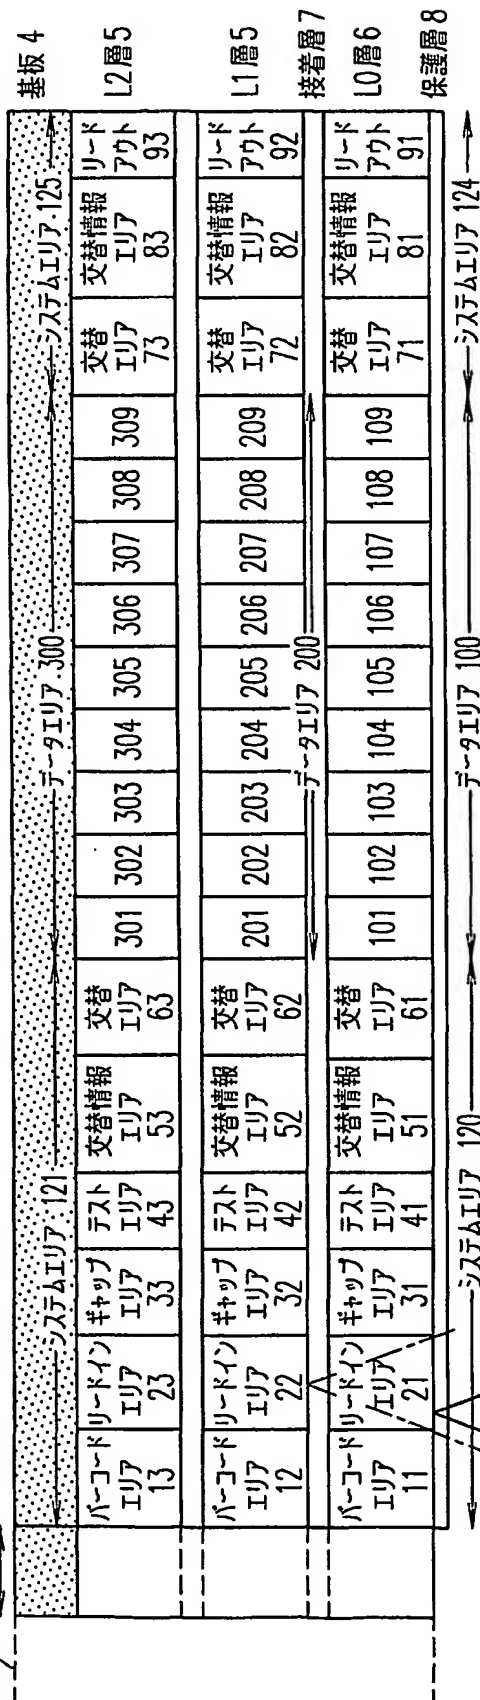 基板 4
L2層5
L1層5
接着層7
L0層6
保護層8
システムエリア 121
データエリア 300
システムエリア 125
バーコード
エリア
13
リードイン
エリア
23
ギャップ
エリア
33
テスト
エリア
43
交替情報
エリア
53
交替
エリア
63
301
302
303
304
305
306
307
308
309
交替
エリア
73
交替情報
エリア
83
リード
アウト
93
バーコード
エリア
12
リードイン
エリア
22
ギャップ
エリア
32
テスト
エリア
42
交替情報
エリア
52
交替
エリア
62
201
202
203
204
205
206
207
208
209
交替
エリア
72
交替情報
エリア
82
リード
アウト
92
データエリア 200
バーコード
エリア
11
リードイン
エリア
21
ギャップ
エリア
31
テスト
エリア
41
交替情報
エリア
51
交替
エリア
61
101
102
103
104
105
106
107
108
109
交替
エリア
71
交替情報
エリア
81
リード
アウト
91
システムエリア 120
データエリア 100
システムエリア 124